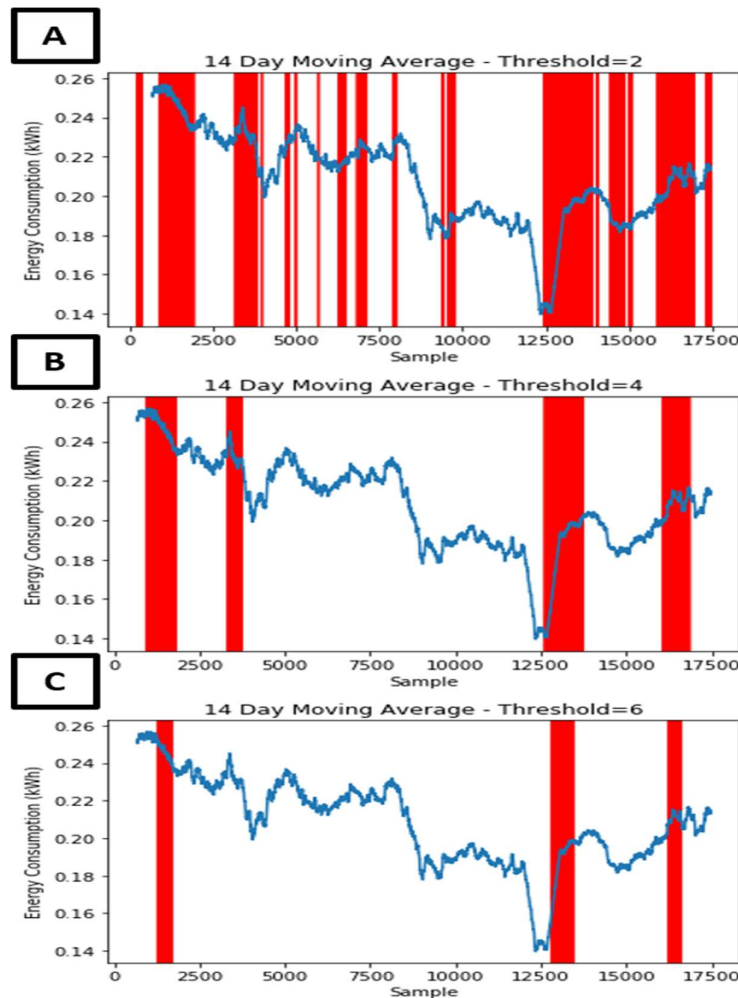 A
14 Day Moving Average - Threshold=2
Energy Consumption (kWh)
0.26
0.24
0.22
0.20
0.18
0.16
0.14
0 2500 5000 7500 10000 12500 15000 17500
Sample
B
14 Day Moving Average - Threshold=4
Energy Consumption (kWh)
0.26
0.24
0.22
0.20
0.18
0.16
0.14
0 2500 5000 7500 10000 12500 15000 17500
Sample
C
14 Day Moving Average - Threshold=6
Energy Consumption (kWh)
0.26
0.24
0.22
0.20
0.18
0.16
0.14
0 2500 5000 7500 10000 12500 15000 17500
Sample